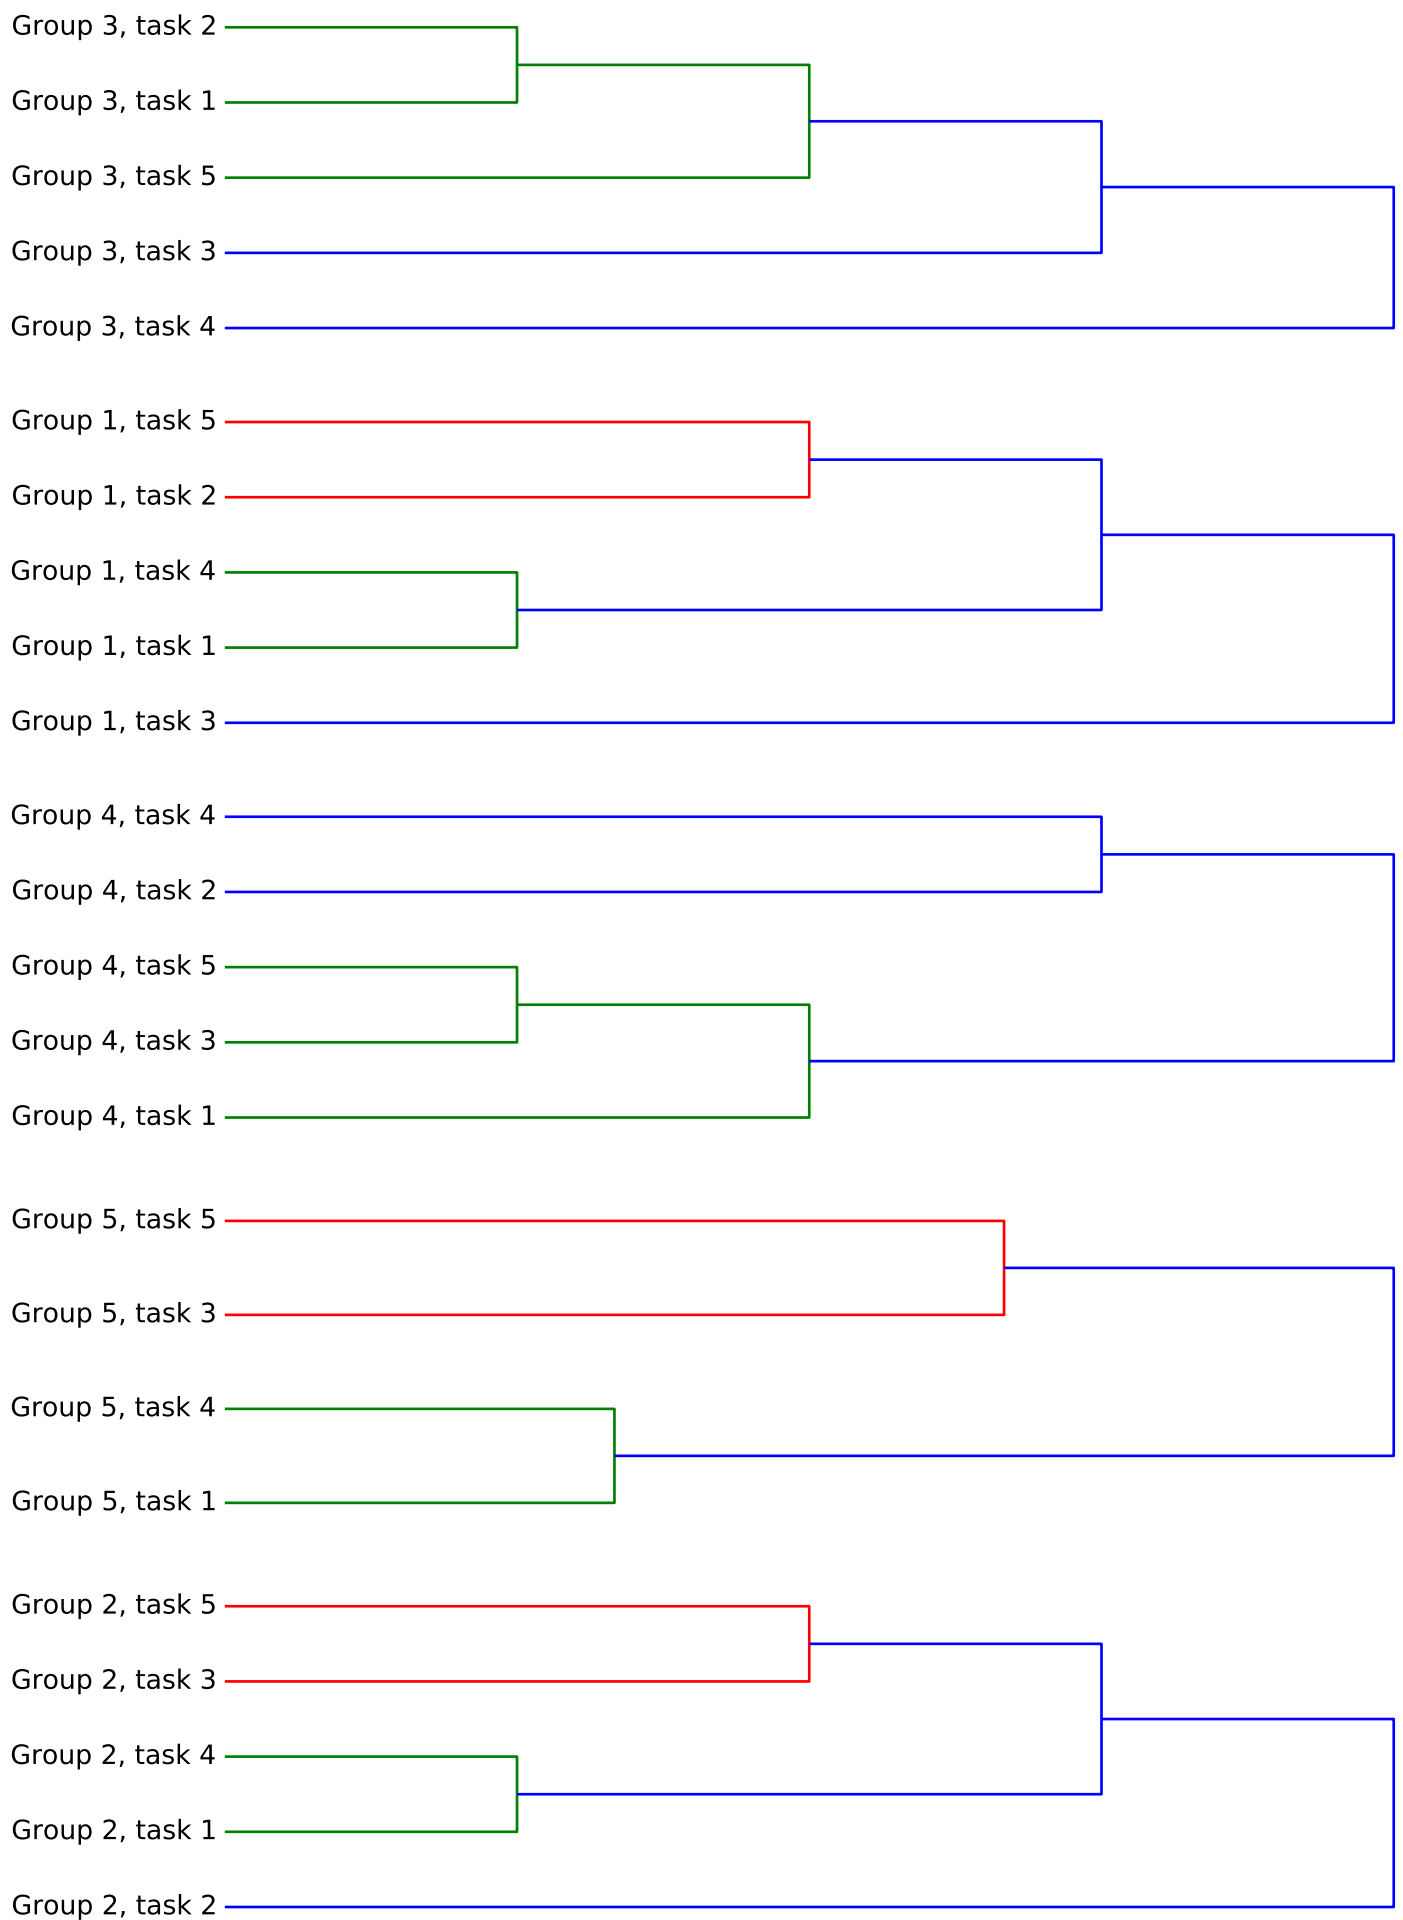 Group 3, task 2
Group 3, task 1
Group 3, task 5
Group 3, task 3
Group 3, task 4
Group 1, task 5
Group 1, task 2
Group 1, task 4
Group 1, task 1
Group 1, task 3
Group 4, task 4
Group 4, task 2
Group 4, task 5
Group 4, task 3
Group 4, task 1
Group 5, task 5
Group 5, task 3
Group 5, task 4
Group 5, task 1
Group 2, task 5
Group 2, task 3
Group 2, task 4
Group 2, task 1
Group 2, task 2